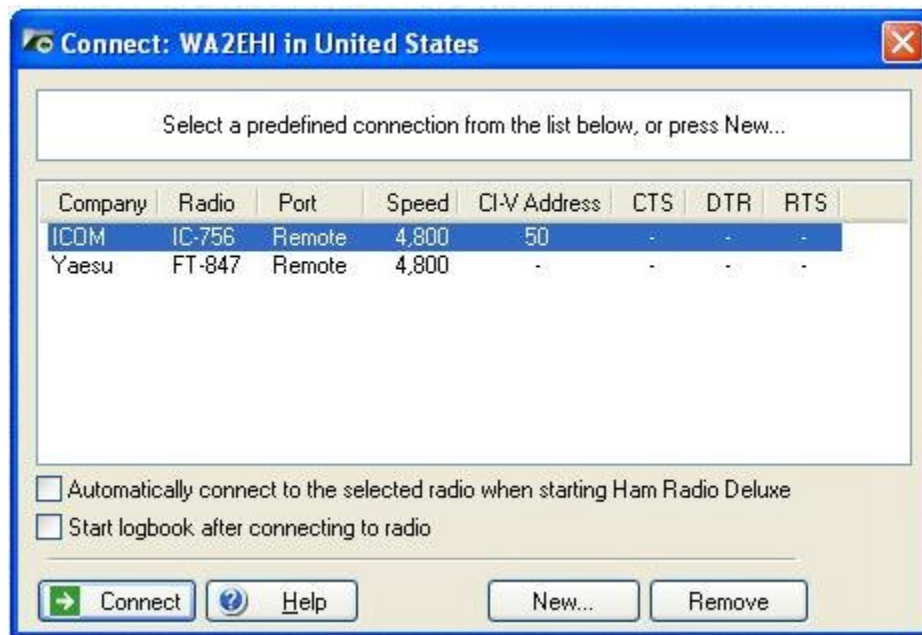 Connect: WA2EHI in United States
Select a predefined connection from the list below, or press New...
Company Radio Port Speed CI-V Address CTS DTR RTS
ICOM IC-756 Remote 4,800 50 - - -
Yaesu FT-847 Remote 4,800 - - - -
Automatically connect to the selected radio when starting Ham Radio Deluxe
Start logbook after connecting to radio
Connect Help New... Remove